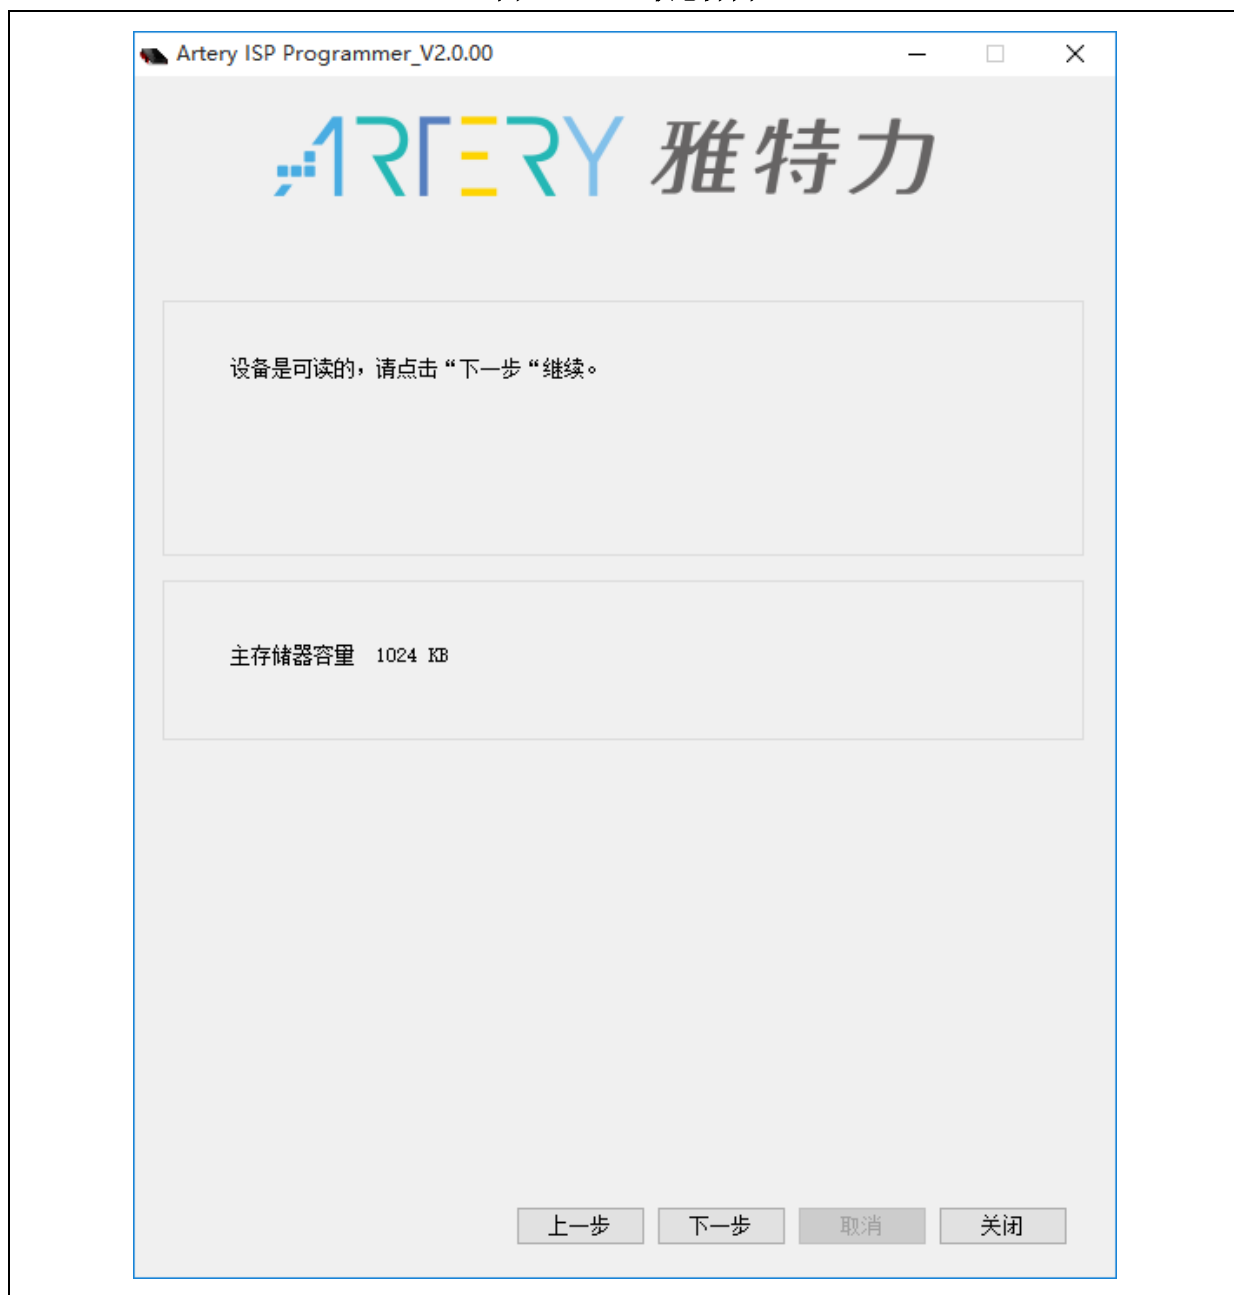 Artery ISP Programmer_V2.0.00
ARTERY 雅特力
设备是可读的，请点击“下一步“继续。
主存储器容量 1024 KB
上一步 下一步 取消 关闭